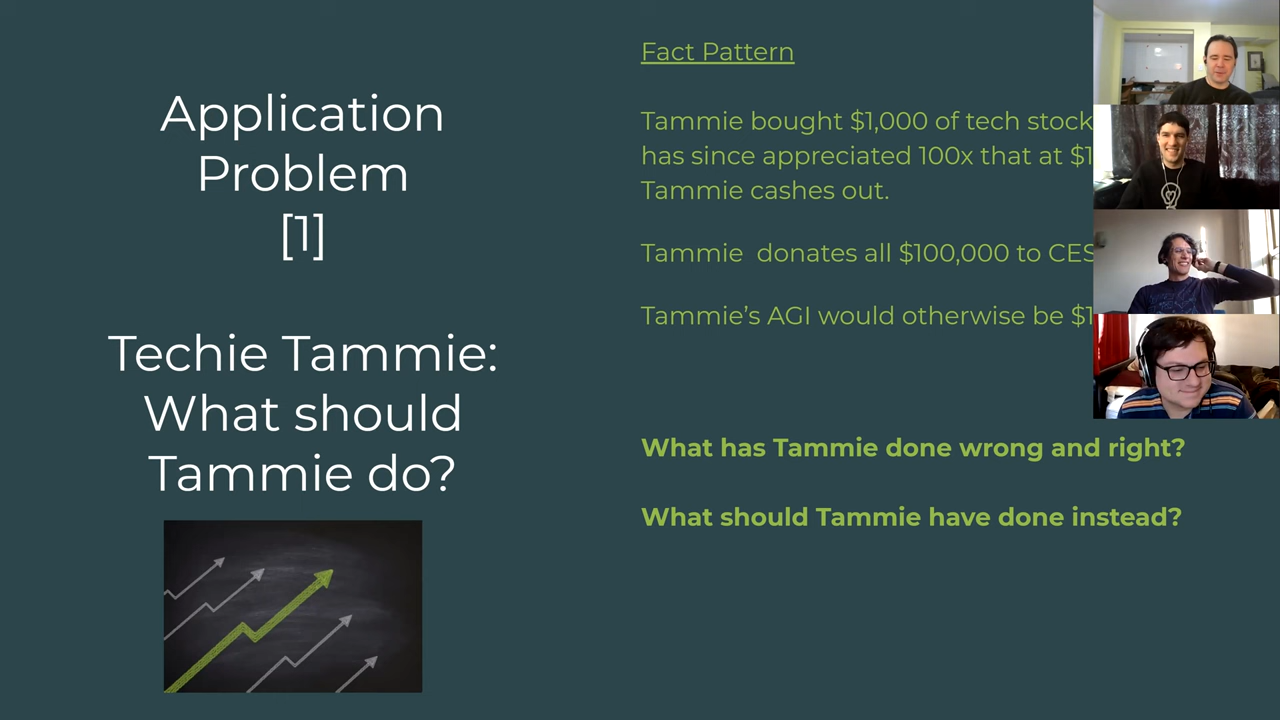 Application
Problem
[1]
Techie Tammie:
What should
Tammie do?
Fact Pattern
Tammie bought $1,000 of tech stock
has since appreciated 100x that at
Tammie cashes out.
Tammie donates all $100,000 to
Tammie's AGI would otherwise be
What has Tammie done wrong and right?
What should Tammie have done instead?